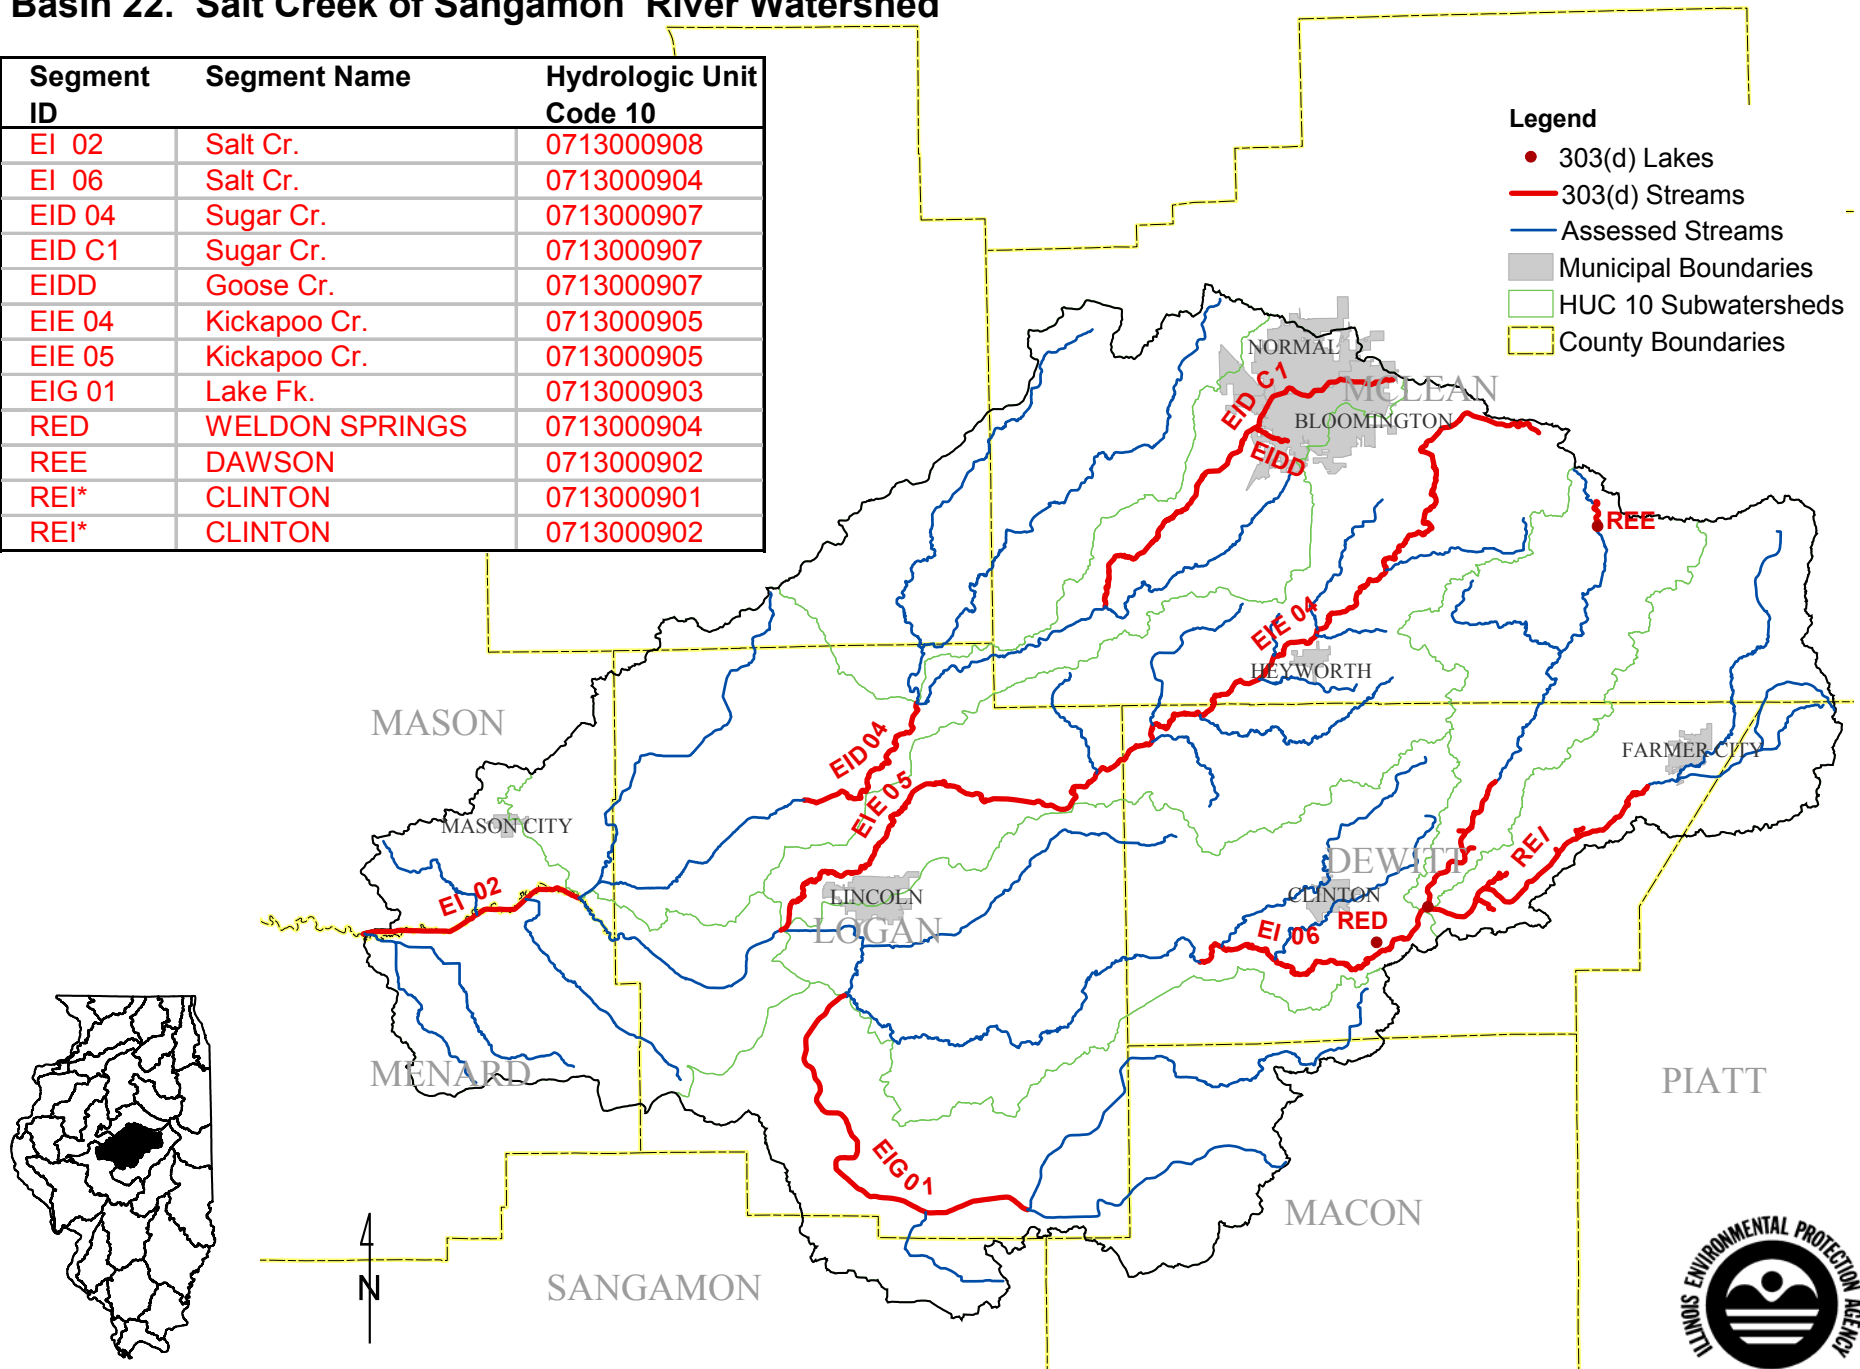 Basin 22. Salt Creek of Sangamon River Watershed
Segment ID Segment Name Hydrologic Unit Code 10
EI 02 Salt Cr. 0713000908
EI 06 Salt Cr. 0713000904
EID 04 Sugar Cr. 0713000907
EID C1 Sugar Cr. 0713000907
EIDD Goose Cr. 0713000907
EIE 04 Kickapoo Cr. 0713000905
EIE 05 Kickapoo Cr. 0713000905
EIG 01 Lake Fk. 0713000903
RED WELDON SPRINGS 0713000904
REE DAWSON 0713000902
REI* CLINTON 0713000901
REI* CLINTON 0713000902
Legend
303(d) Lakes
303(d) Streams
Assessed Streams
Municipal Boundaries
HUC 10 Subwatersheds
County Boundaries
NORMAL
EID C1
MCLEAN
BLOOMINGTON
EIDD
REE
EIE 04
HEYWORTH
MASON
EID 04
FARMER CITY
EIE 05
MASON CITY
REI
DEWITT
CLINTON
EI 02
LINCOLN
LOGAN
EI 06
RED
MENARD
PIATT
EIG01
MACON
SANGAMON
N
ILLINOIS ENVIRONMENTAL PROTECTION AGENCY